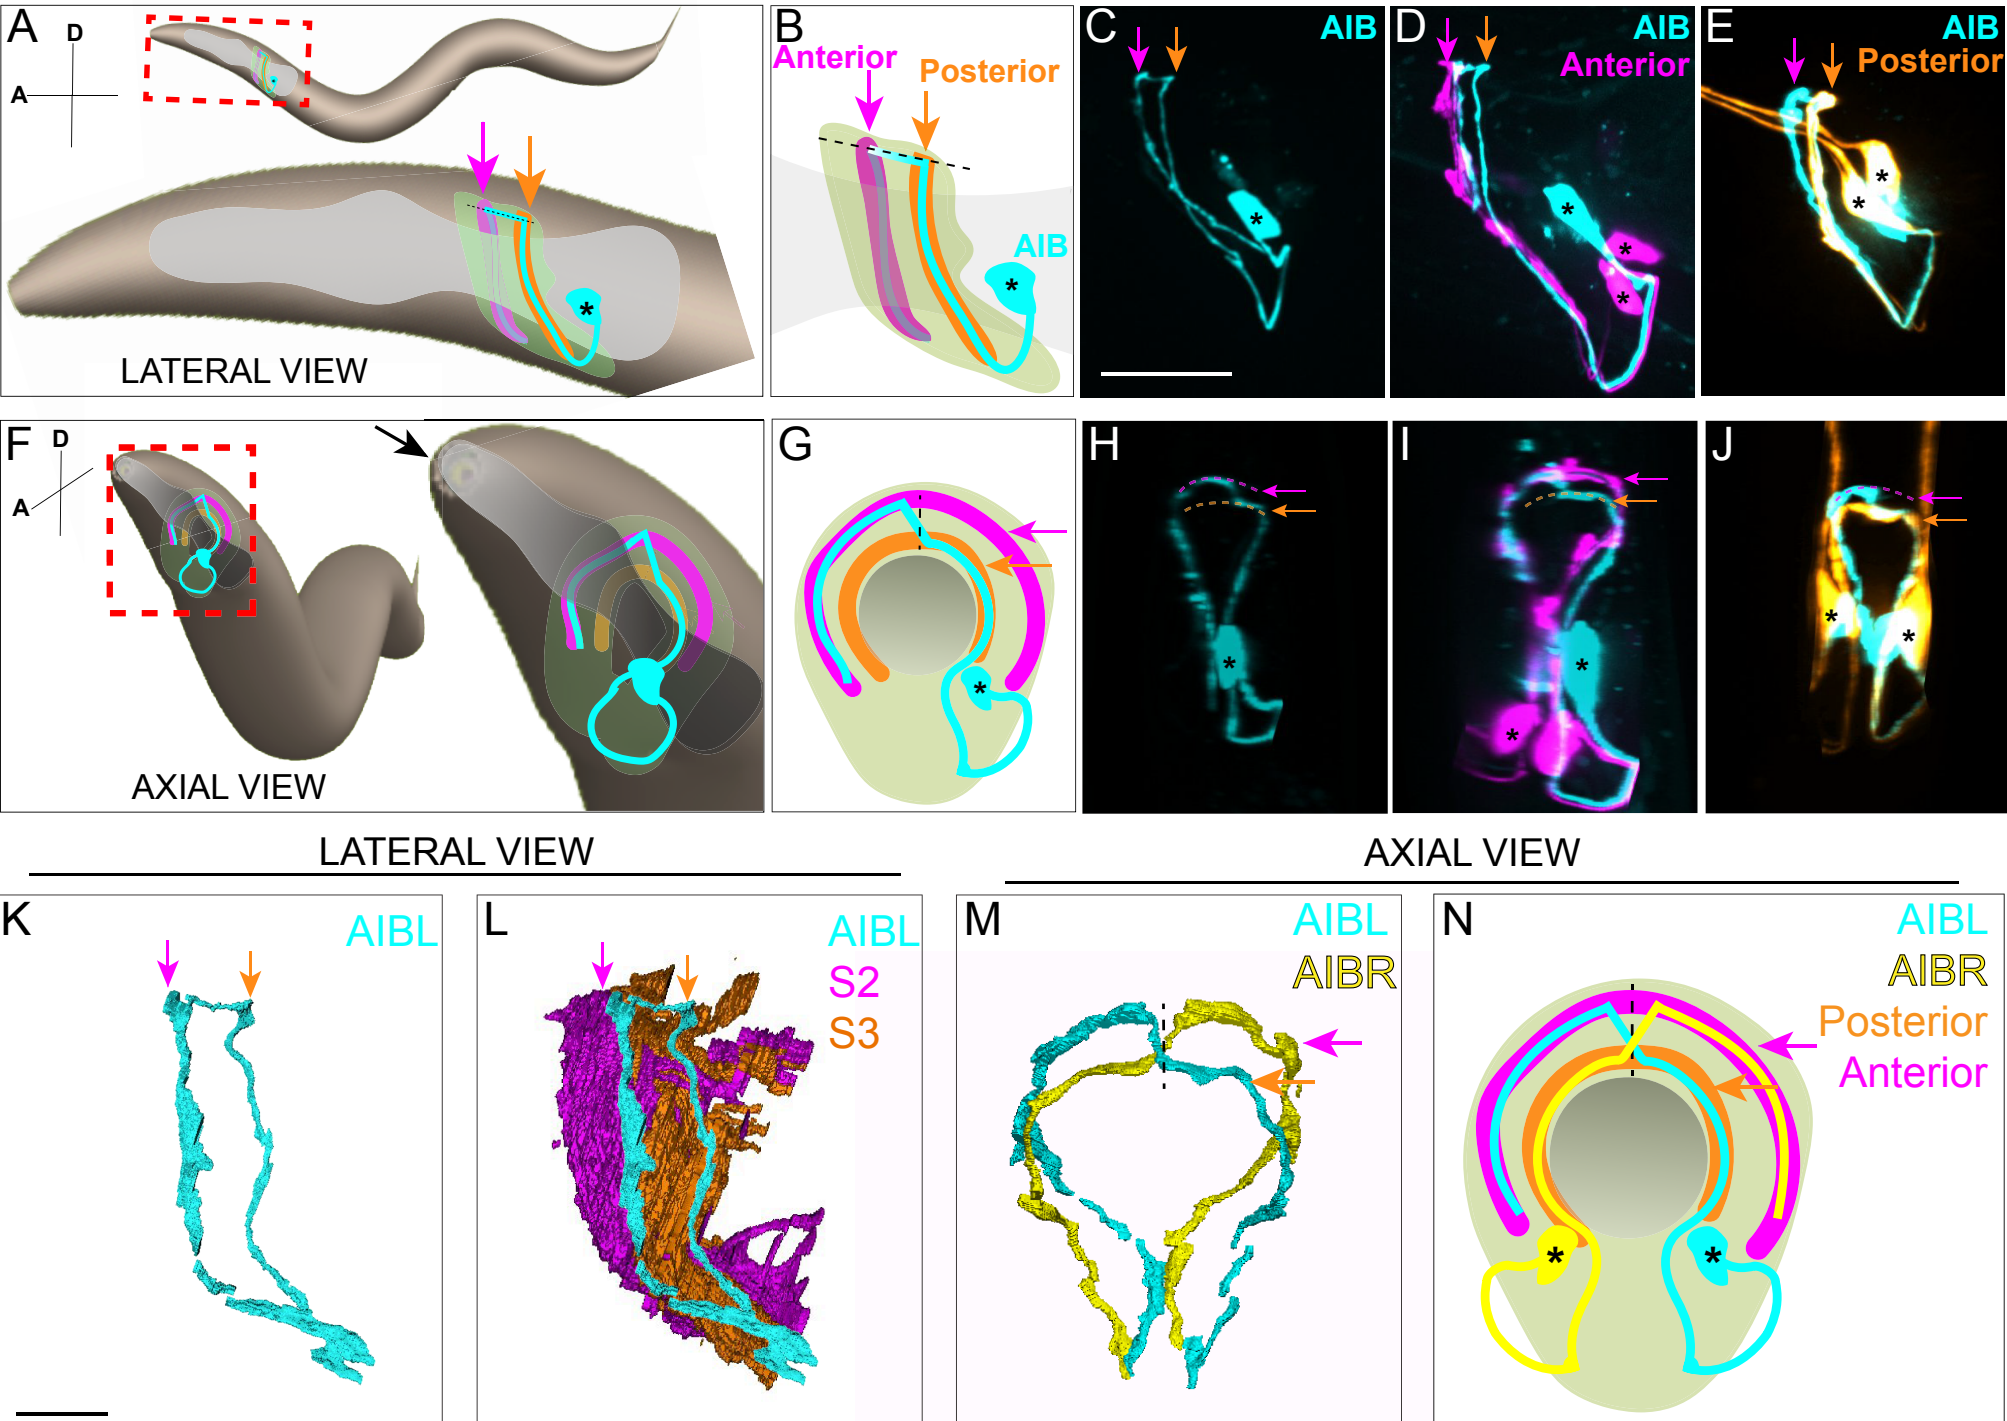 A
D
A
LATERAL VIEW
B
Anterior
Posterior
AIB
*
*
C
AIB
*
D
AIB
Anterior
*
*
*
E
AIB
Posterior
*
*
F
D
A
AXIAL VIEW
G
*
H
*
I
*
*
J
*
*
LATERAL VIEW
AXIAL VIEW
K
AIBL
L
AIBL
S2
S3
M
AIBL
AIBR
N
AIBL
AIBR
Posterior
Anterior
*
*